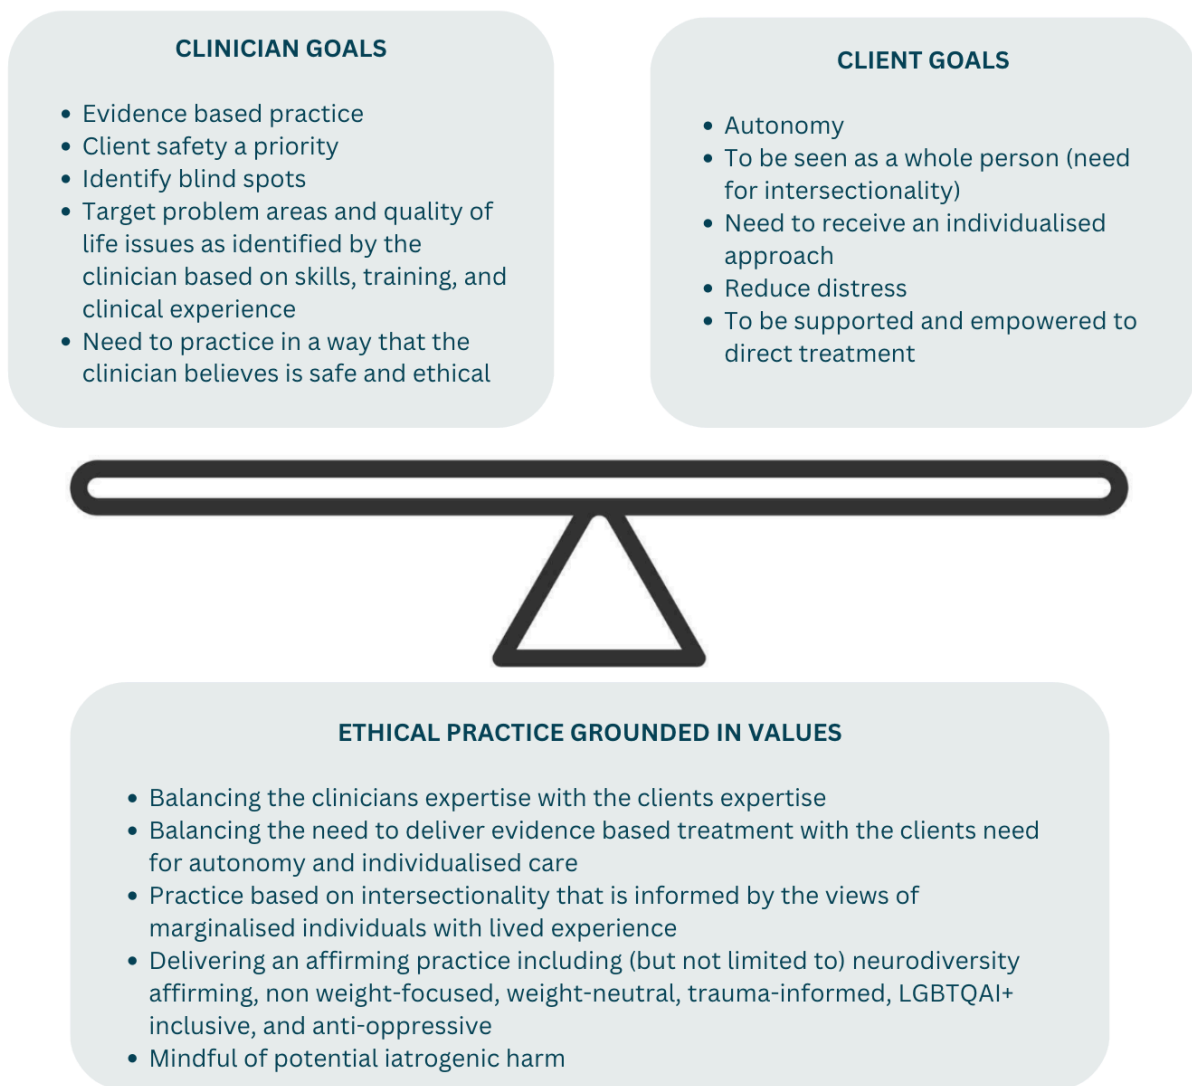 CLINICIAN GOALS
• Evidence based practice
• Client safety a priority
• Identify blind spots
• Target problem areas and quality of
life issues as identified by the
clinician based on skills, training, and
clinical experience
• Need to practice in a way that the
clinician believes is safe and ethical
CLIENT GOALS
• Autonomy
• To be seen as a whole person (need
for intersectionality)
• Need to receive an individualised
approach
• Reduce distress
• To be supported and empowered to
direct treatment
ETHICAL PRACTICE GROUNDED IN VALUES
• Balancing the clinicians expertise with the clients expertise
• Balancing the need to deliver evidence based treatment with the clients need
for autonomy and individualised care
• Practice based on intersectionality that is informed by the views of
marginalised individuals with lived experience
• Delivering an affirming practice including (but not limited to) neurodiversity
affirming, non weight-focused, weight-neutral, trauma-informed, LGBTQAI+
inclusive, and anti-oppressive
• Mindful of potential iatrogenic harm